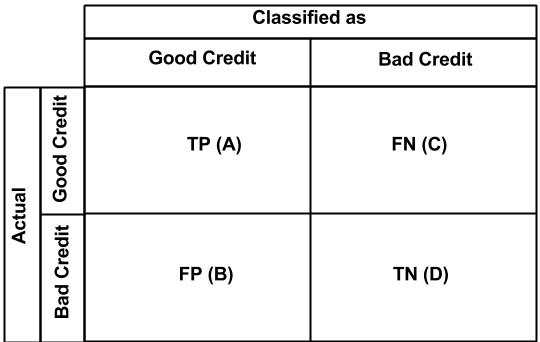 Classified as
Good Credit Bad Credit
Actual
Good Credit
TP (A) FN (C)
Bad Credit
FP (B) TN (D)